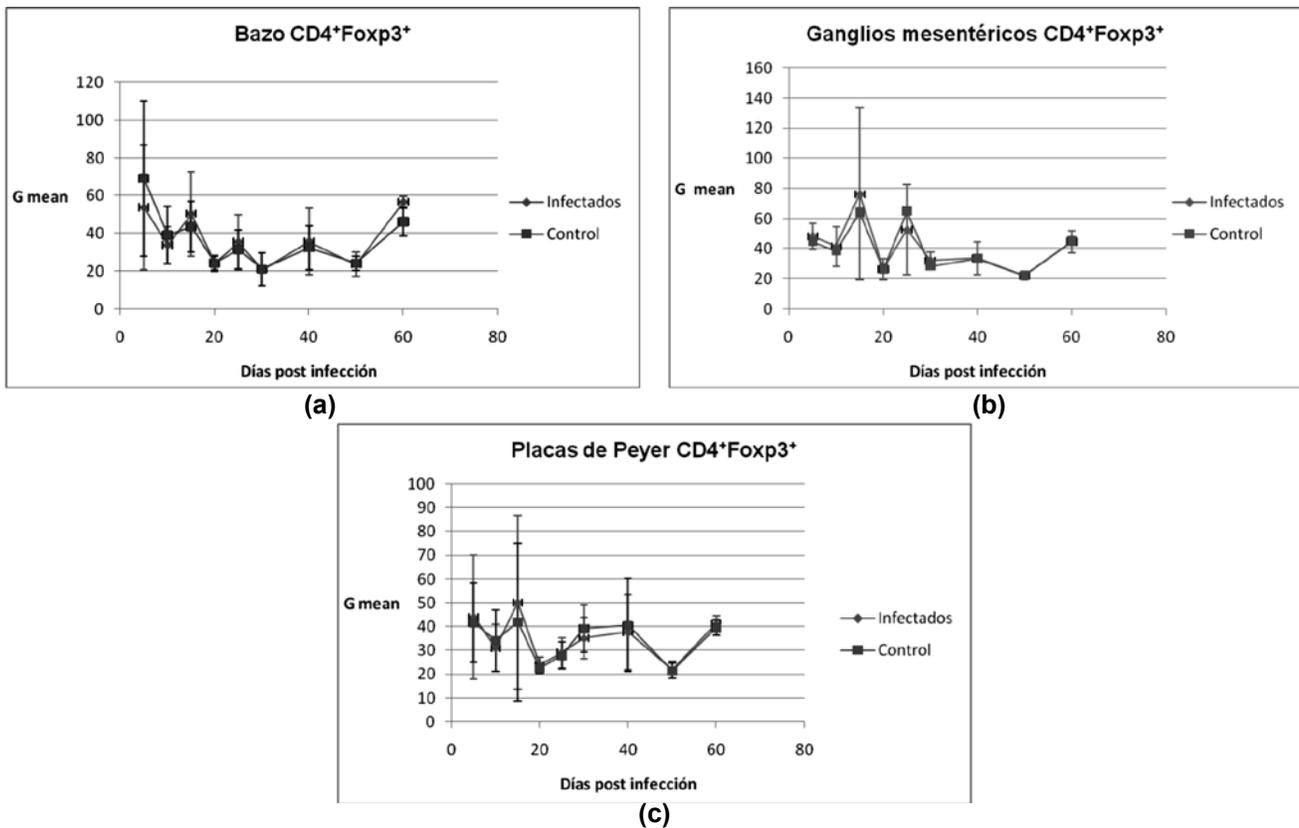 Bazo CD4⁺Foxp3⁺
120
100
80
60
40
20
0
G mean
0 20 40 60 80
Días post infección
Infectados
Control
(a)
Ganglios mesentéricos CD4⁺Foxp3⁺
160
140
120
100
80
60
40
20
0
G mean
0 20 40 60 80
Días post infección
Infectados
Control
(b)
Placas de Peyer CD4⁺Foxp3⁺
100
90
80
70
60
50
40
30
20
10
0
G mean
0 20 40 60 80
Días post infección
Infectados
Control
(c)